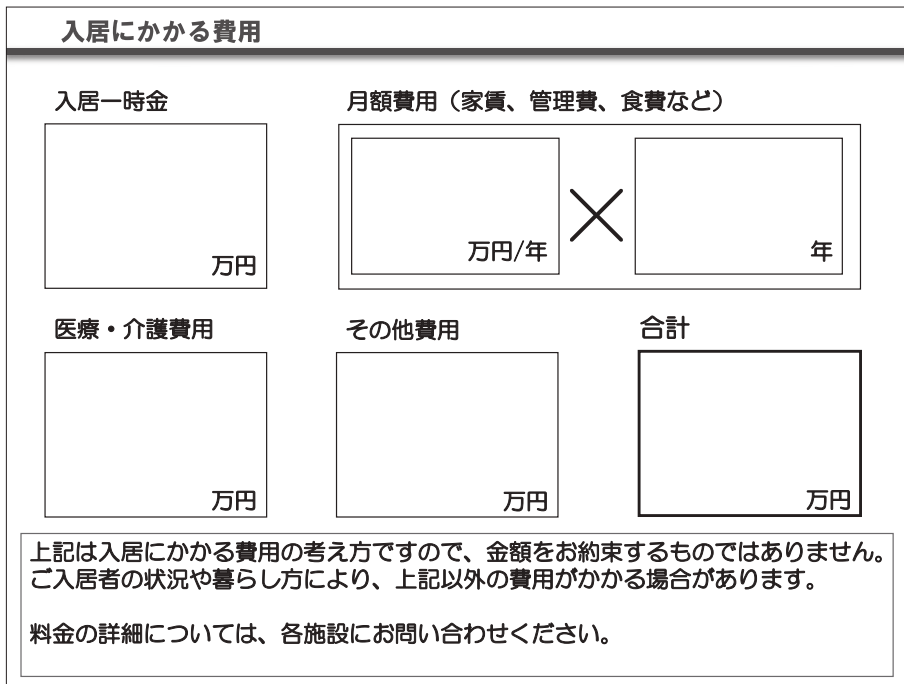 入居にかかる費用
入居一時金
月額費用（家賃、管理費、食費など）
万円
万円/年
年
医療・介護費用
その他費用
合計
万円
万円
万円
上記は入居にかかる費用の考え方ですので、金額をお約束するものではありません。
ご入居者の状況や暮らし方により、上記以外の費用がかかる場合があります。
料金の詳細については、各施設にお問い合わせください。